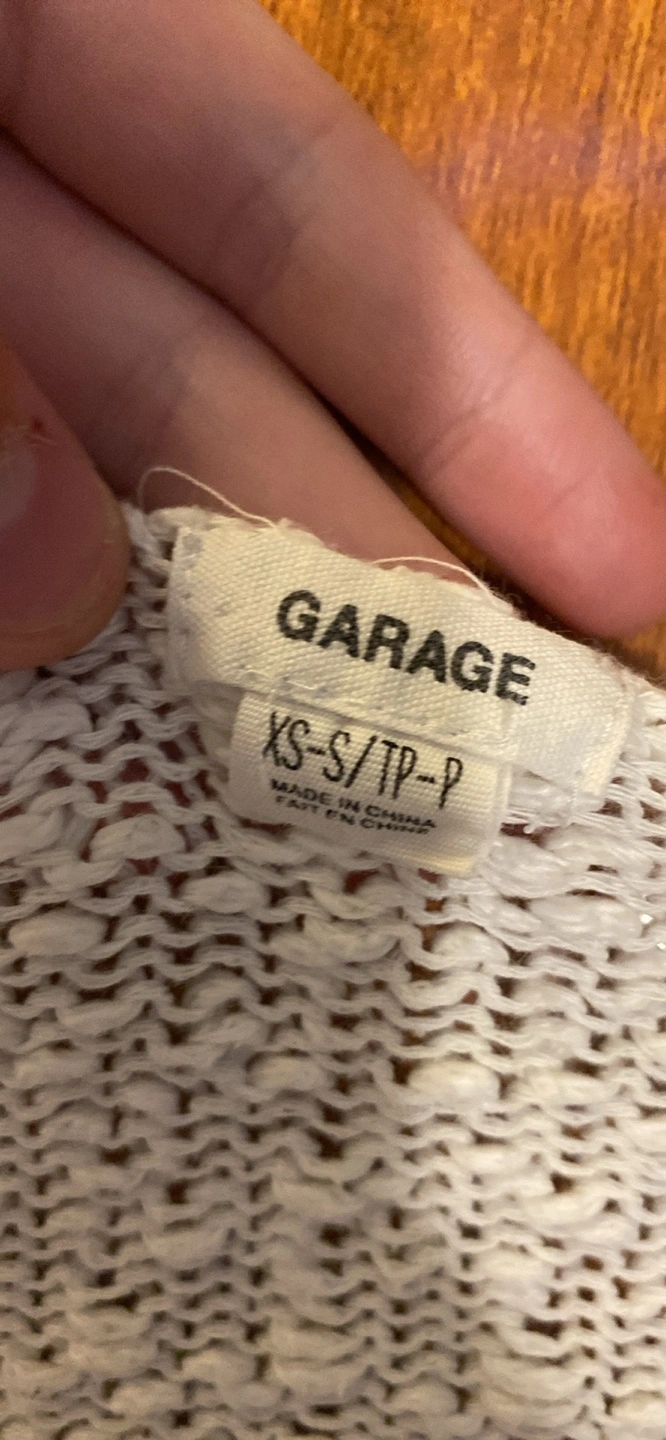 GARAGE
XS-S/TP-P
MADE IN CHINA
FAIT EN CHINE